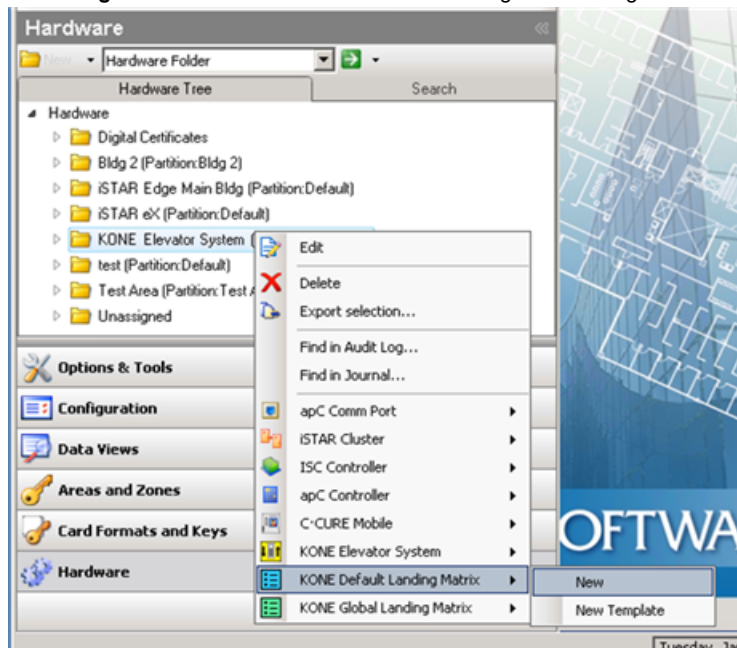 Hardware
New
Hardware Folder
Hardware Tree
Search
Hardware
Digital Certificates
Bldg 2 (Partition:Bldg 2)
iSTAR Edge Main Bldg (Partition:Default)
iSTAR eX (Partition:Default)
KONE Elevator System (
test (Partition:Default)
Test Area (Partition:Test A
Unassigned
Edit
Delete
Export selection...
Find in Audit Log...
Find in Journal...
apC Comm Port
iSTAR Cluster
ISC Controller
apC Controller
C•CURE Mobile
KONE Elevator System
KONE Default Landing Matrix
KONE Global Landing Matrix
New
New Template
Options & Tools
Configuration
Data Views
Areas and Zones
Card Formats and Keys
Hardware
OFTWA